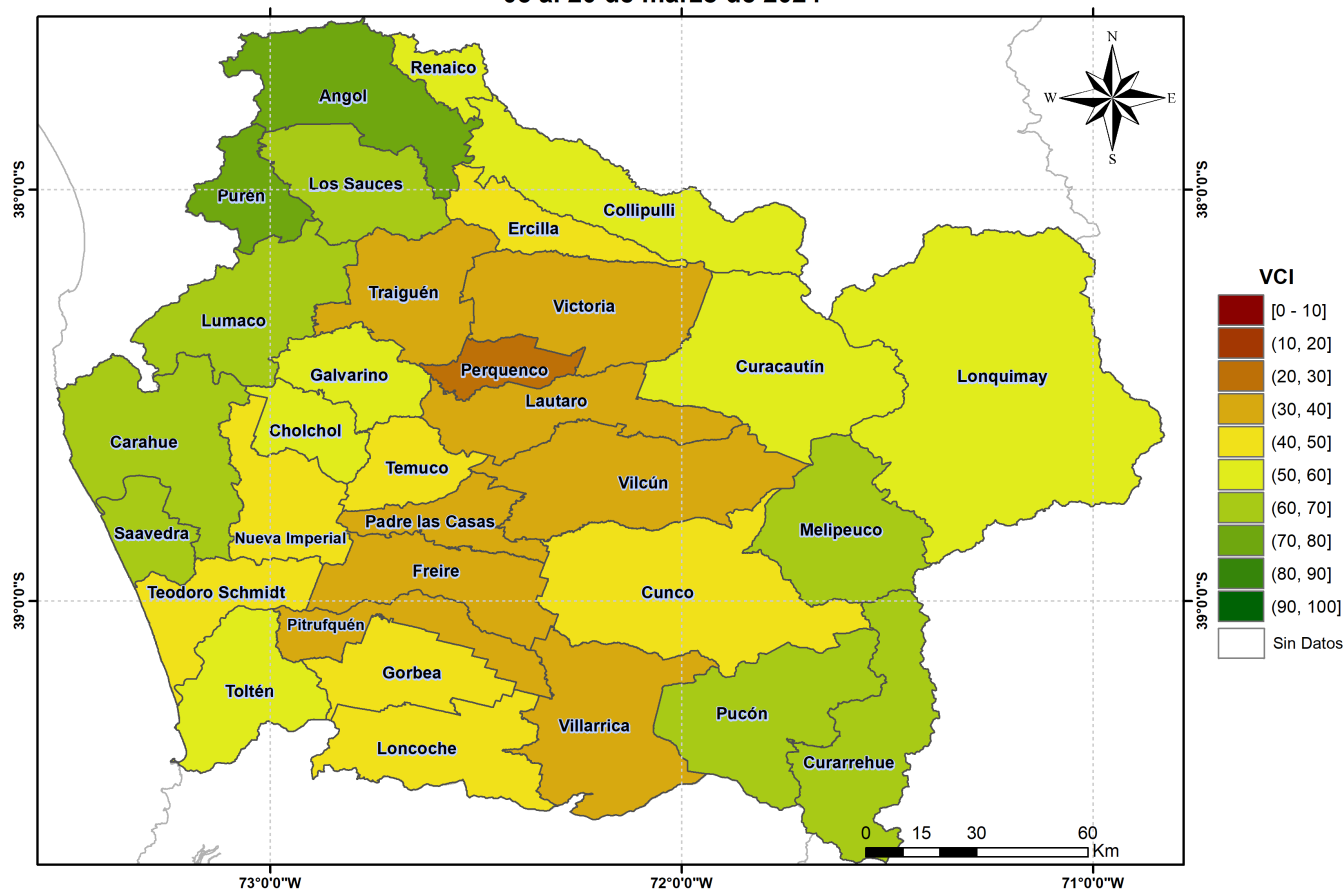 N
W E
S
Renaico
Angol
Los Sauces
Purén
Collipulli
Ercilla
Traiguén
Victoria
Lumaco
Perquenco
Curacautín
Lonquimay
Galvarino
Lautaro
Cholchol
Carahue
Temuco
Vilcún
Padre las Casas
Saavedra
Nueva Imperial
Melipeuco
Freire
Teodoro Schmidt
Cunco
Pitrufquén
Gorbea
Toltén
Pucón
Villarrica
Loncoche
Curarrehue
0 15 30 60
Km
38°0'0"S
39°0'0"S
38°0'0"S
39°0'0"S
73°0'0"W 72°0'0"W 71°0'0"W
VCI
[0 - 10]
(10, 20]
(20, 30]
(30, 40]
(40, 50]
(50, 60]
(60, 70]
(70, 80]
(80, 90]
(90, 100]
Sin Datos